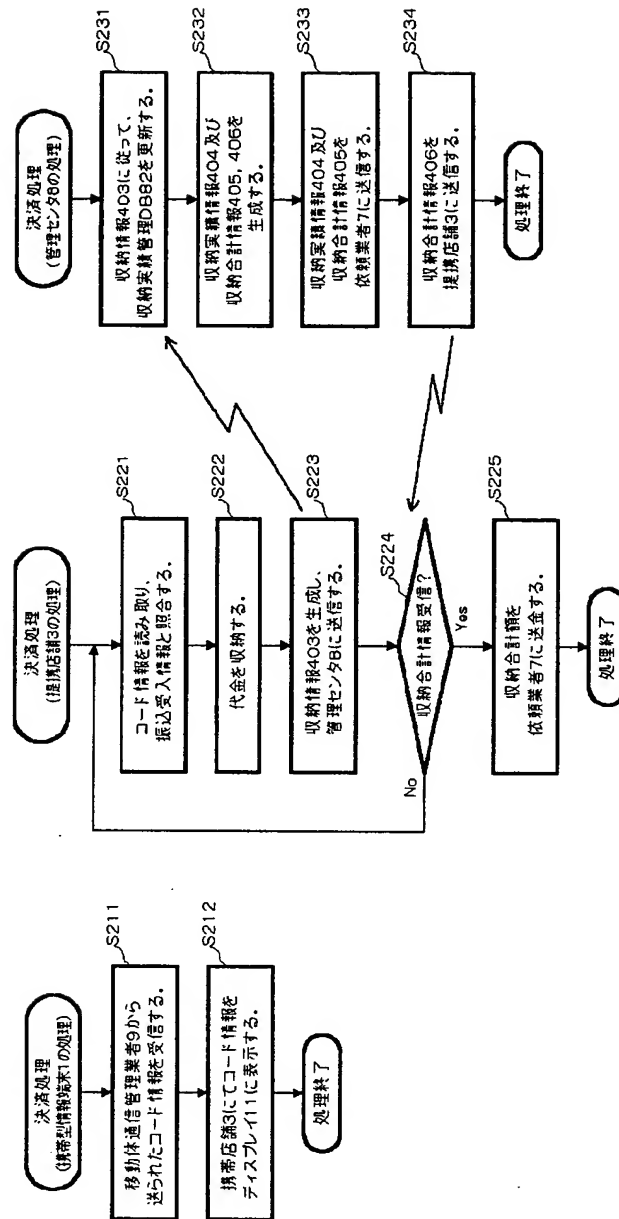 決済処理
(携帯型情報端末1の処理)
S211
移動体通信管理業者9から
送られたコード情報を受信する。
S212
携帯店舗3にてコード情報を
ディスプレイ11に表示する。
処理終了
決済処理
(提携店舗3の処理)
S221
コード情報を読み取り、
振込受入情報と照合する。
S222
代金を収納する。
S223
収納情報403を生成し、
管理センタ8に送信する。
S224
収納合計情報受信?
No
Yes
S225
収納合計額を
依頼業者7に送金する。
処理終了
決済処理
(管理センタ8の処理)
S231
収納情報403に従って、
収納実績管理DB82を更新する。
S232
収納実績情報404及び
収納合計情報405, 406を
生成する。
S233
収納実績情報404及び
収納合計情報405を
依頼業者7に送信する。
S234
収納合計情報406を
提携店舗3に送信する。
処理終了